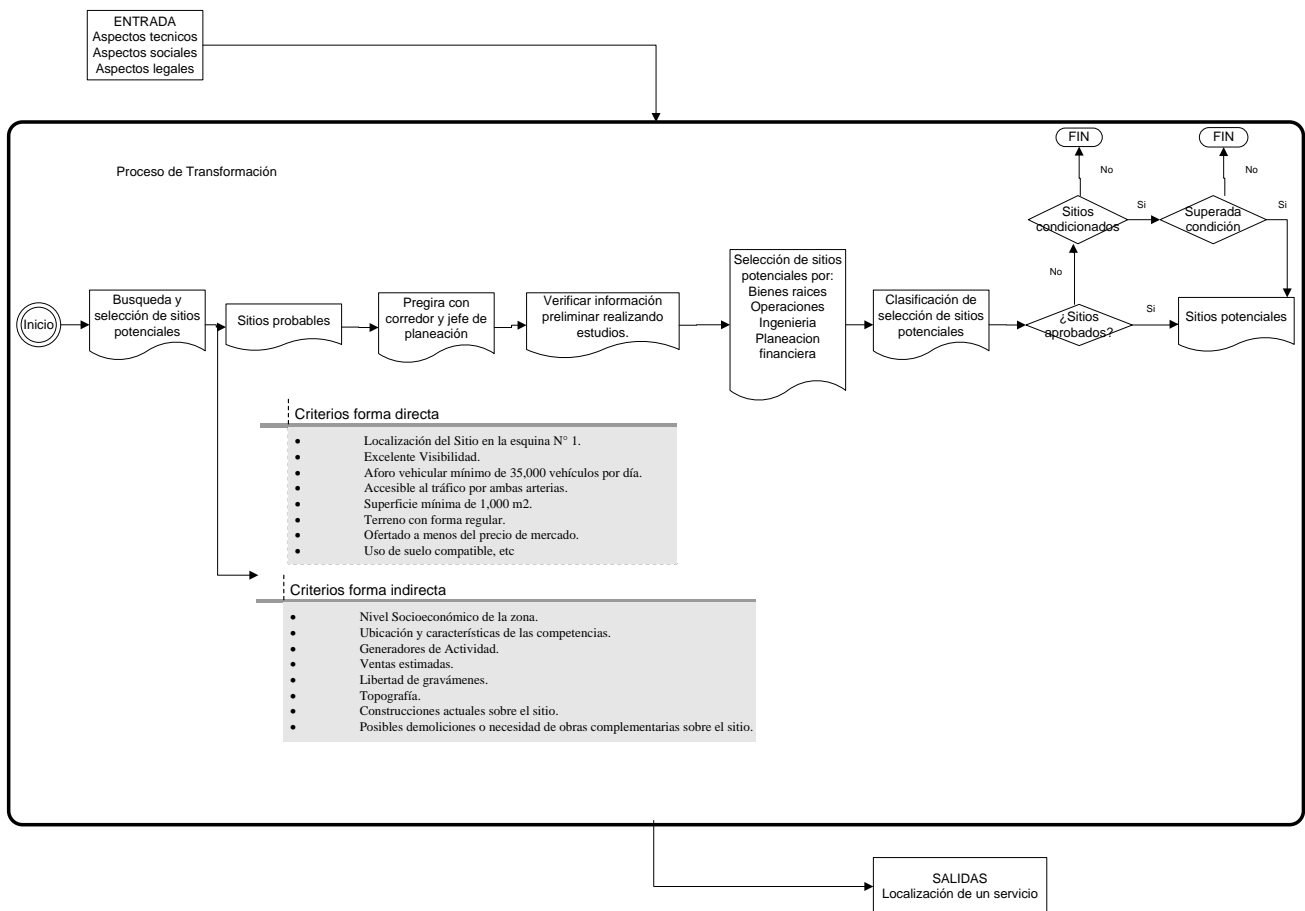 ENTRADA
Aspectos tecnicos
Aspectos sociales
Aspectos legales
Proceso de Transformación
FIN
FIN
No
No
Sitios
condicionados
Si
Superada
condición
Si
Inicio
Busqueda y
selección de sitios
potenciales
Sitios probables
Pregira con
corredor y jefe de
planeación
Verificar información
preliminar realizando
estudios.
Selección de sitios
potenciales por:
Bienes raices
Operaciones
Ingenieria
Planeacion
financiera
Clasificación de
selección de sitios
potenciales
No
¿Sitios
aprobados?
Si
Sitios potenciales
Criterios forma directa
• Localización del Sitio en la esquina N° 1.
• Excelente Visibilidad.
• Aforo vehicular mínimo de 35,000 vehículos por día.
• Accesible al tráfico por ambas arterias.
• Superficie mínima de 1,000 m2.
• Terreno con forma regular.
• Ofertado a menos del precio de mercado.
• Uso de suelo compatible, etc
Criterios forma indirecta
• Nivel Socioeconómico de la zona.
• Ubicación y características de las competencias.
• Generadores de Actividad.
• Ventas estimadas.
• Libertad de gravámenes.
• Topografía.
• Construcciones actuales sobre el sitio.
• Posibles demoliciones o necesidad de obras complementarias sobre el sitio.
SALIDAS
Localización de un servicio